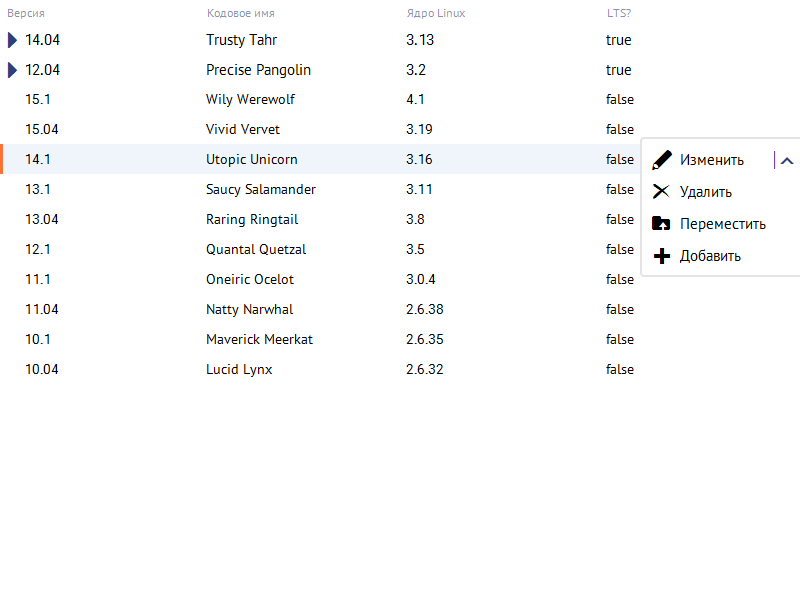 Версия Кодовое имя Ядро Linux LTS?
14.04 Trusty Tahr 3.13 true
12.04 Precise Pangolin 3.2 true
15.1 Wily Werewolf 4.1 false
15.04 Vivid Vervet 3.19 false
14.1 Utopic Unicorn 3.16 false Изменить
13.1 Saucy Salamander 3.11 false Удалить
13.04 Raring Ringtail 3.8 false Переместить
12.1 Quantal Quetzal 3.5 false Добавить
11.1 Oneiric Ocelot 3.0.4 false
11.04 Natty Narwhal 2.6.38 false
10.1 Maverick Meerkat 2.6.35 false
10.04 Lucid Lynx 2.6.32 false